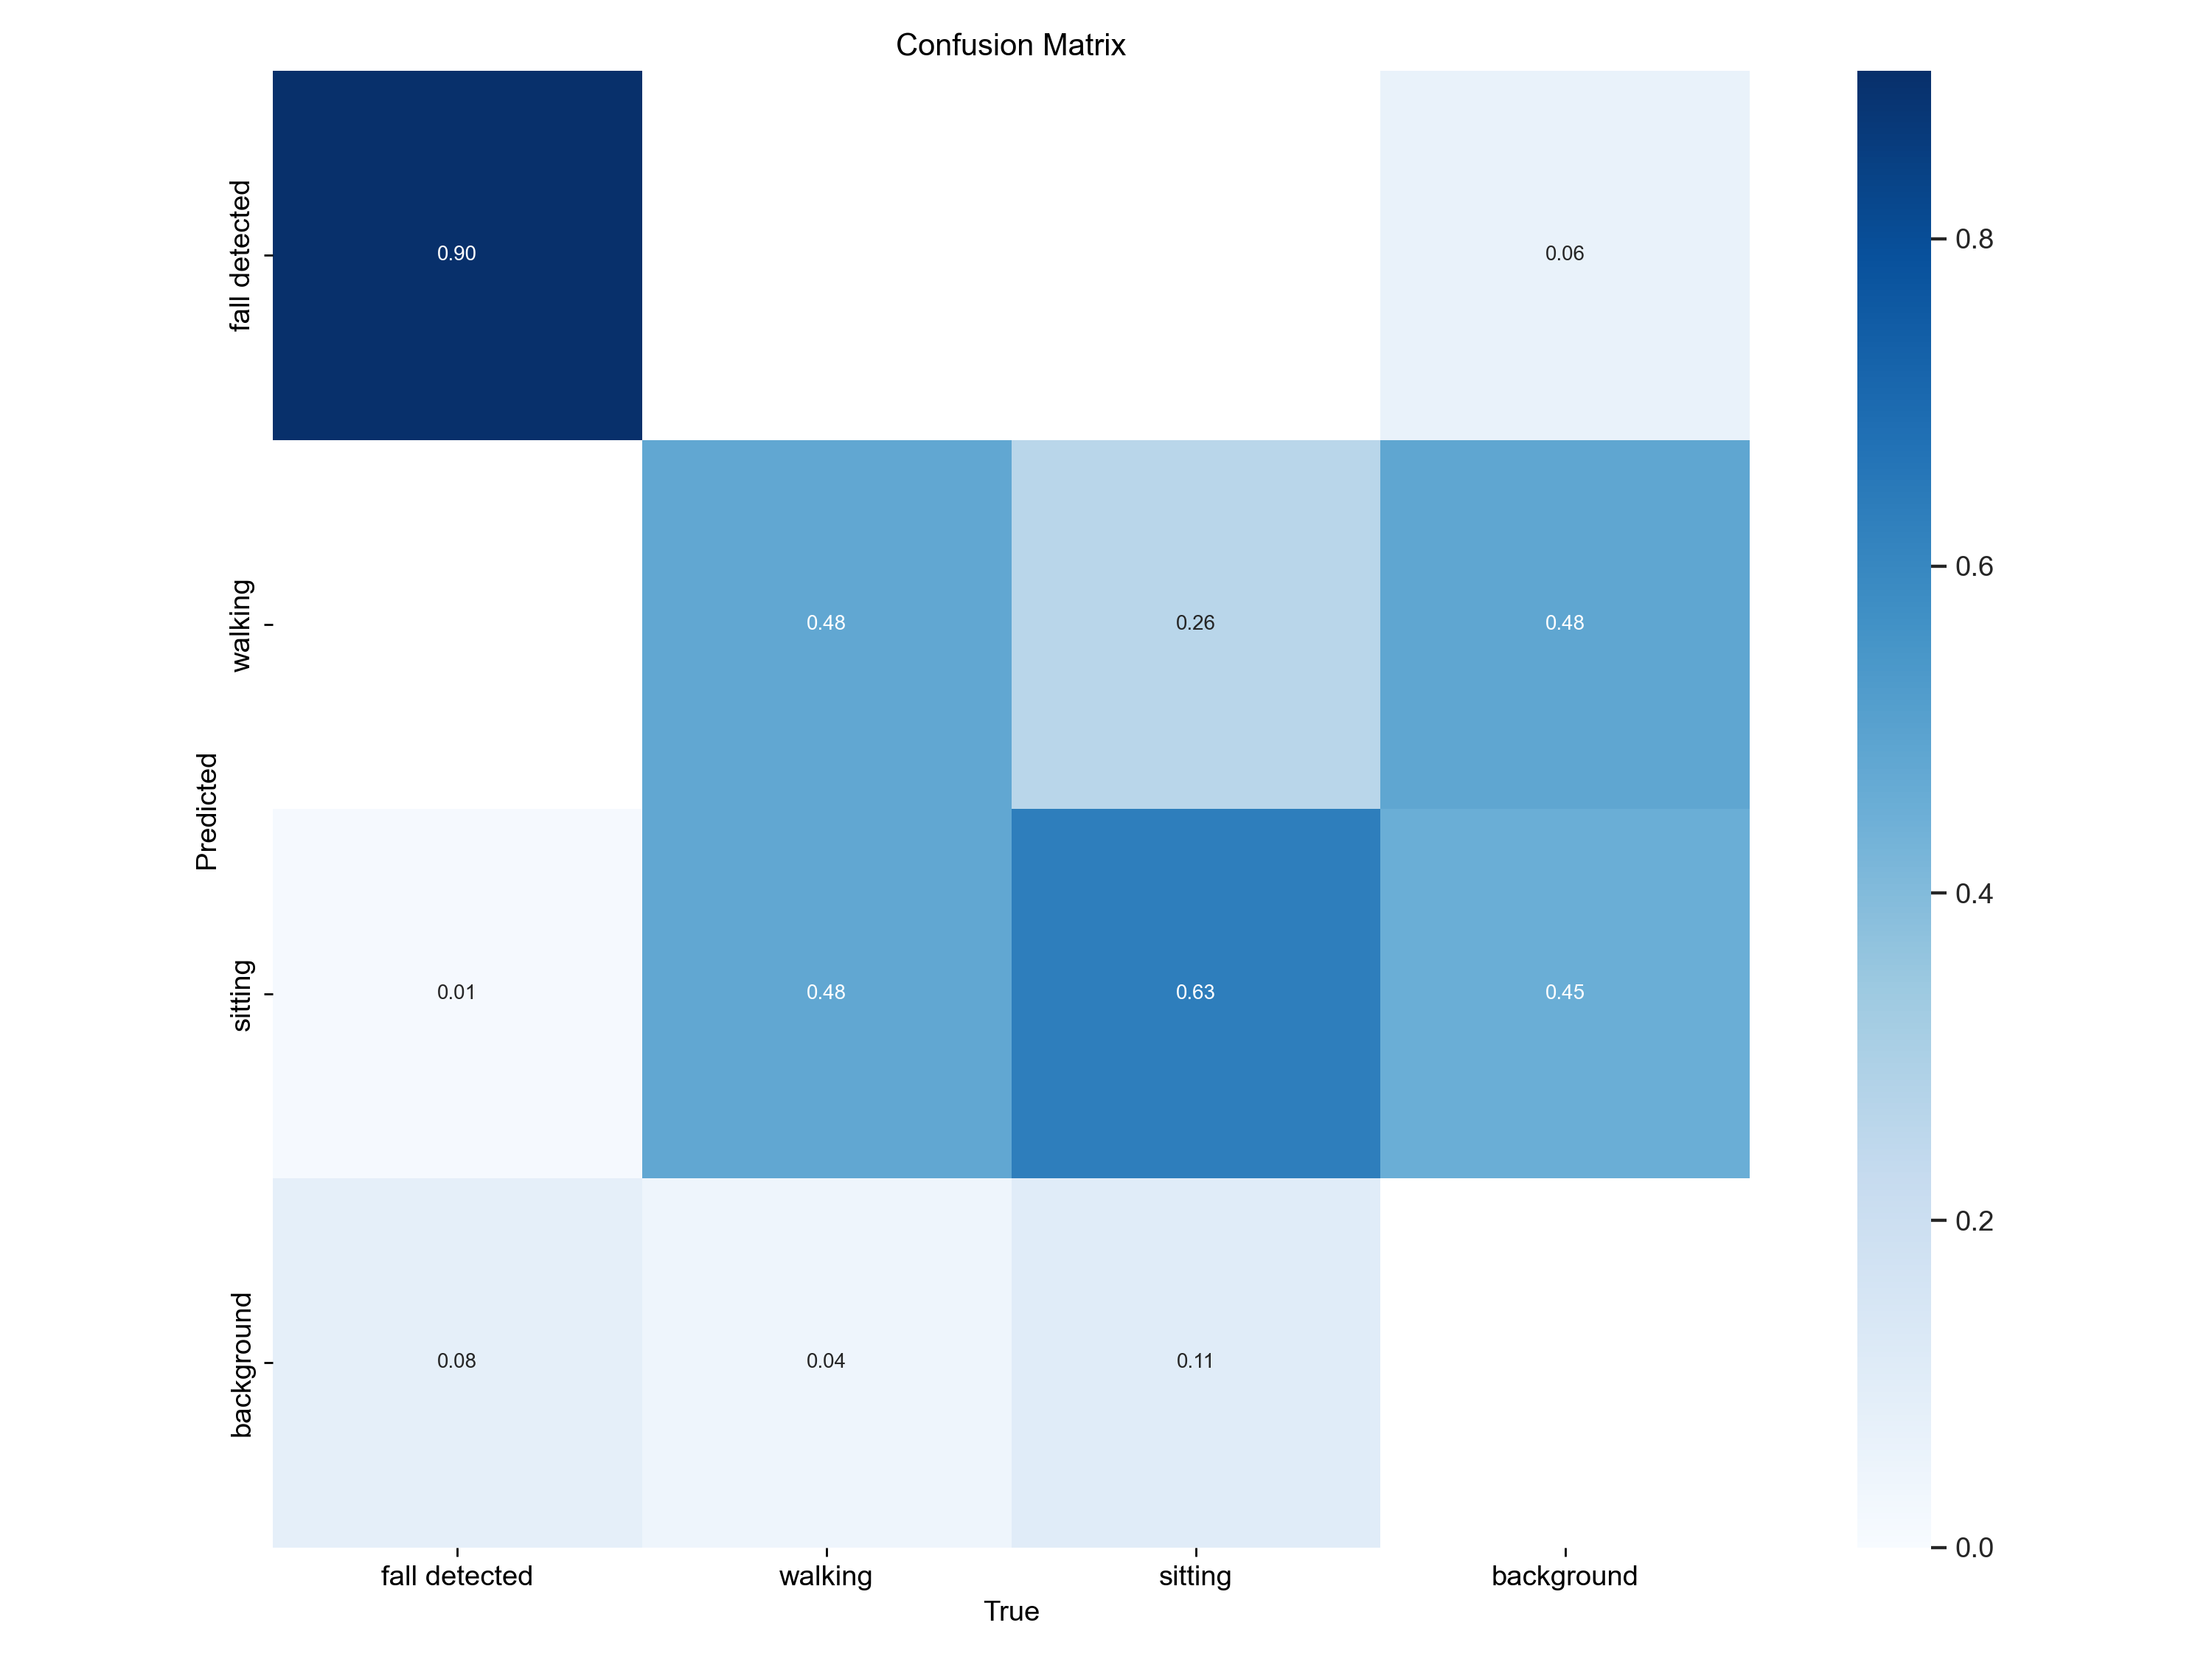 Confusion Matrix
fall detected
walking
sitting
background
Predicted
0.90
0.06
0.48
0.26
0.48
0.01
0.48
0.63
0.45
0.08
0.04
0.11
fall detected
walking
sitting
background
True
0.8
0.6
0.4
0.2
0.0